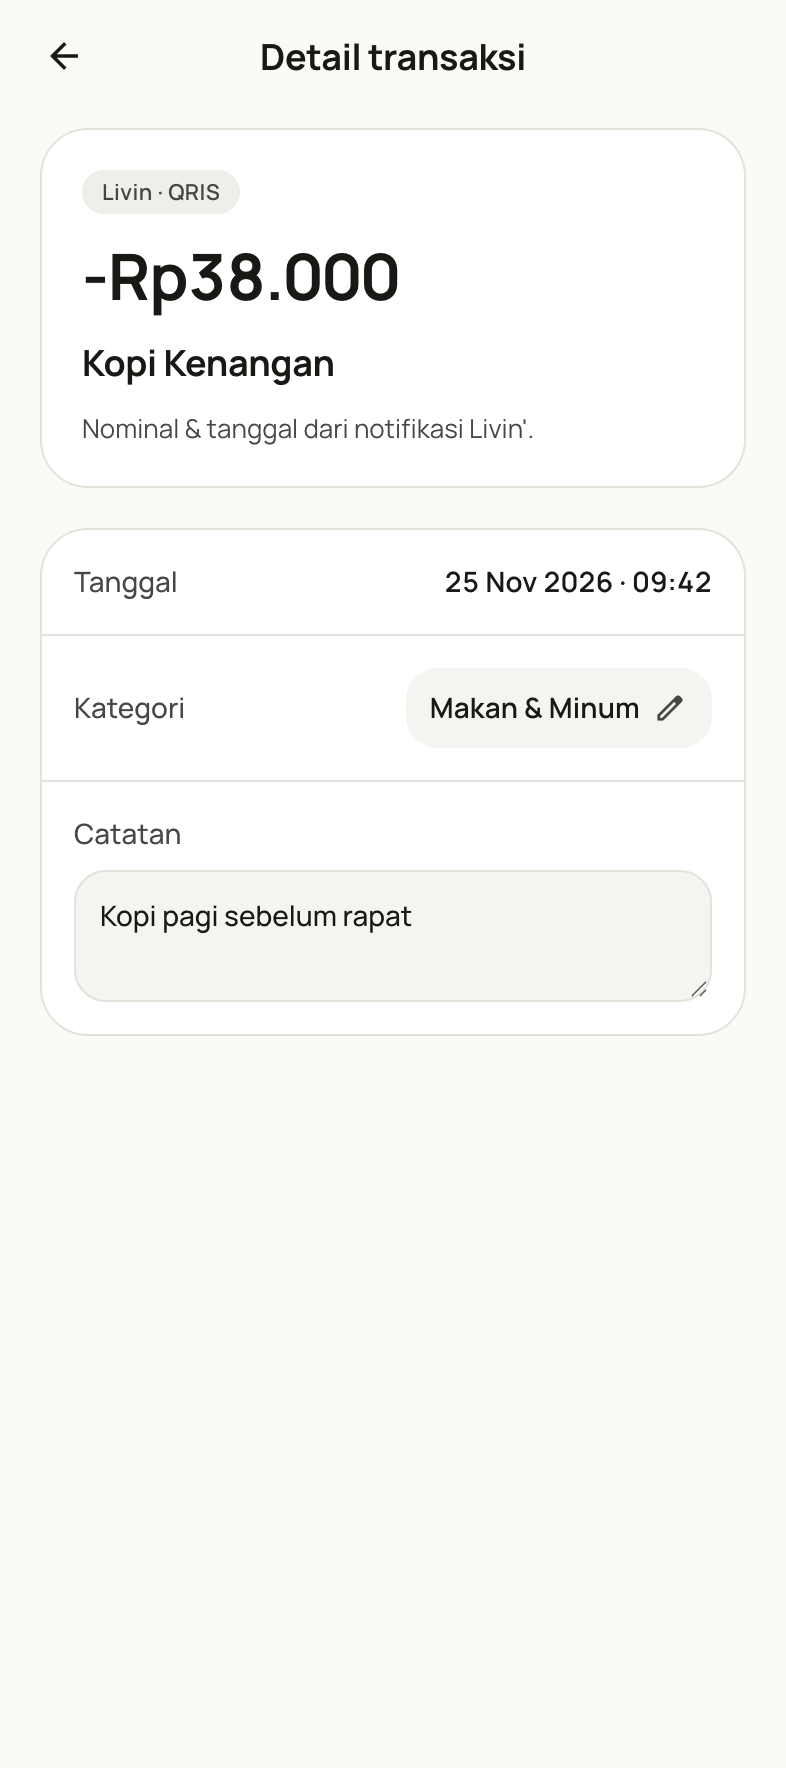 Detail transaksi
Livin · QRIS
-Rp38.000
Kopi Kenangan
Nominal & tanggal dari notifikasi Livin'.
Tanggal
25 Nov 2026 · 09:42
Kategori
Makan & Minum
Catatan
Kopi pagi sebelum rapat